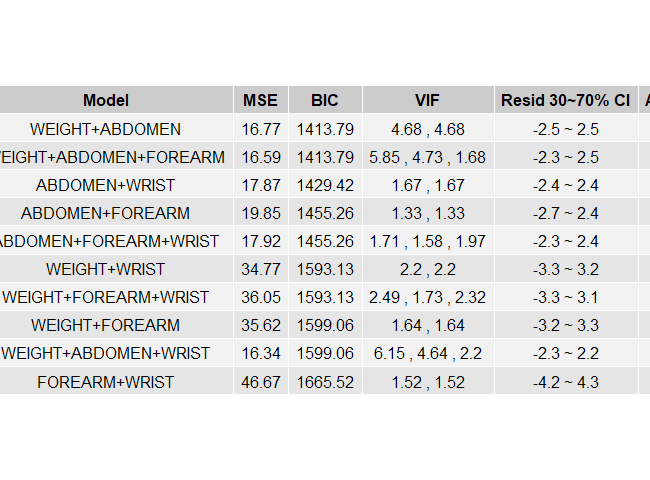 Model MSE BIC VIF Resid 30~70% CI
WEIGHT+ABDOMEN 16.77 1413.79 4.68 , 4.68 -2.5 ~ 2.5
EIGHT+ABDOMEN+FOREARM 16.59 1413.79 5.85 , 4.73 , 1.68 -2.3 ~ 2.5
ABDOMEN+WRIST 17.87 1429.42 1.67 , 1.67 -2.4 ~ 2.4
ABDOMEN+FOREARM 19.85 1455.26 1.33 , 1.33 -2.7 ~ 2.4
ABDOMEN+FOREARM+WRIST 17.92 1455.26 1.71 , 1.58 , 1.97 -2.3 ~ 2.4
WEIGHT+WRIST 34.77 1593.13 2.2 , 2.2 -3.3 ~ 3.2
WEIGHT+FOREARM+WRIST 36.05 1593.13 2.49 , 1.73 , 2.32 -3.3 ~ 3.1
WEIGHT+FOREARM 35.62 1599.06 1.64 , 1.64 -3.2 ~ 3.3
WEIGHT+ABDOMEN+WRIST 16.34 1599.06 6.15 , 4.64 , 2.2 -2.3 ~ 2.2
FOREARM+WRIST 46.67 1665.52 1.52 , 1.52 -4.2 ~ 4.3